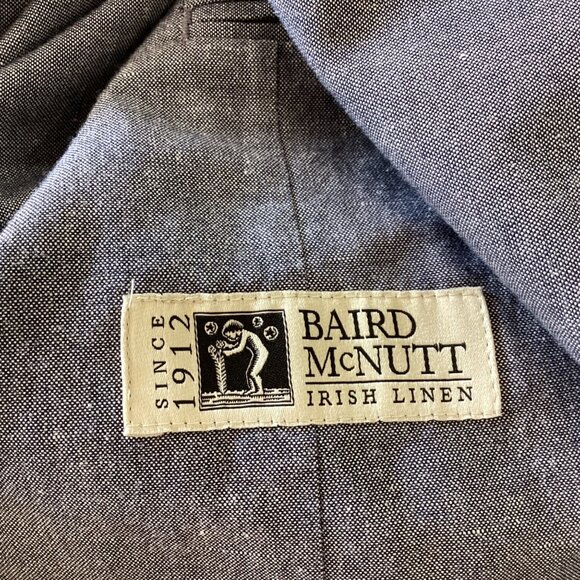 SINCE
1912
BAIRD
McNUTT
IRISH LINEN